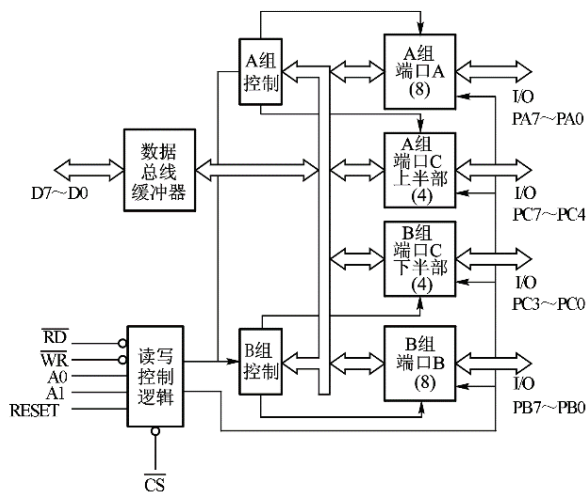 A组
控制
A组
端口A
(8)
I/O
PA7～PA0
数据
总线
缓冲器
D7～D0
A组
端口C
上半部
(4)
I/O
PC7～PC4
B组
端口C
下半部
(4)
I/O
PC3～PC0
RD
WR
A0
A1
RESET
读写
控制
逻辑
CS
B组
控制
B组
端口B
(8)
I/O
PB7～PB0